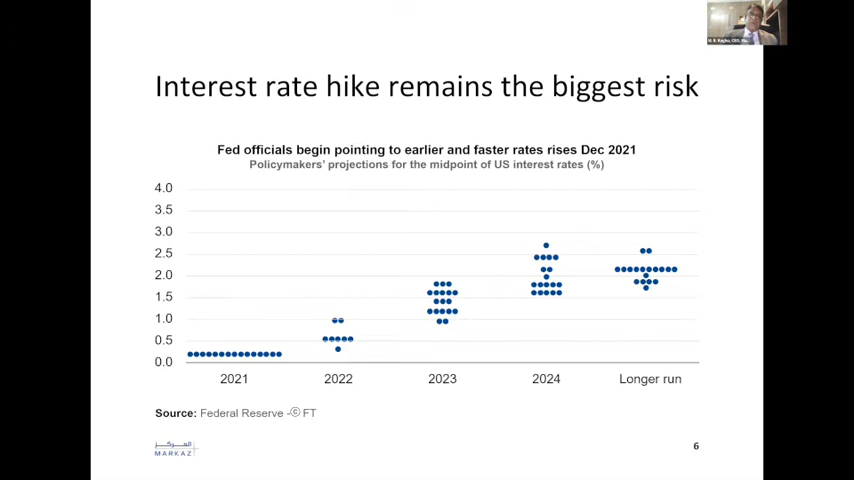 Interest rate hike remains the biggest risk
Fed officials begin pointing to earlier and faster rates rises Dec 2021
Policymakers' projections for the midpoint of US interest rates (%)
4.0
3.5
3.0
2.5
2.0
1.5
1.0
0.5
0.0
2021 2022 2023 2024 Longer run
Source: Federal Reserve -© FT
المركز
MARKAZ
6